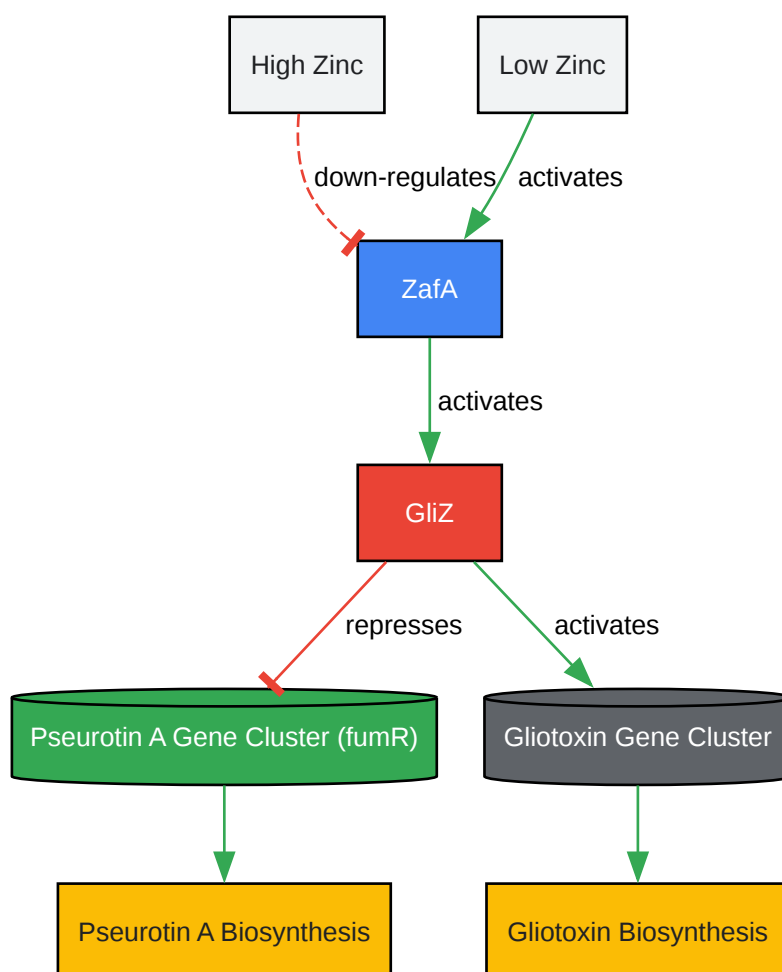 High Zinc
Low Zinc
down-regulates
activates
ZafA
activates
GliZ
represses
activates
Pseurotin A Gene Cluster (fumR)
Gliotoxin Gene Cluster
Pseurotin A Biosynthesis
Gliotoxin Biosynthesis